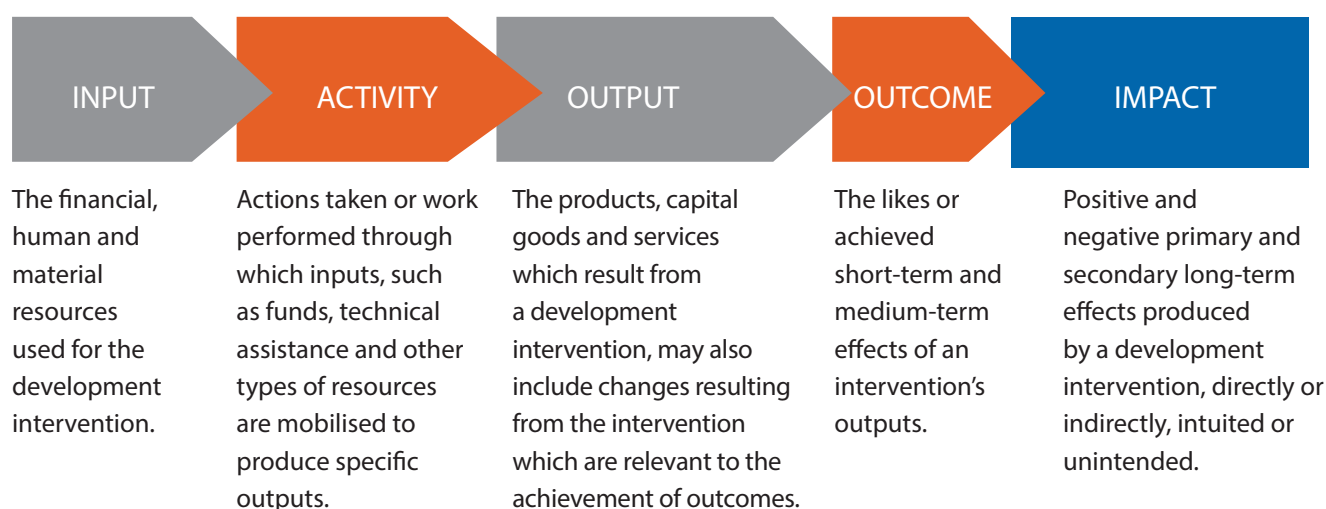 INPUT
ACTIVITY
OUTPUT
OUTCOME
IMPACT
The financial,
human and
material
resources
used for the
development
intervention.
Actions taken or work
performed through
which inputs, such
as funds, technical
assistance and other
types of resources
are mobilised to
produce specific
outputs.
The products, capital
goods and services
which result from
a development
intervention, may also
include changes resulting
from the intervention
which are relevant to the
achievement of outcomes.
The likes or
achieved
short-term and
medium-term
effects of an
intervention’s
outputs.
Positive and
negative primary and
secondary long-term
effects produced
by a development
intervention, directly or
indirectly, intuited or
unintended.